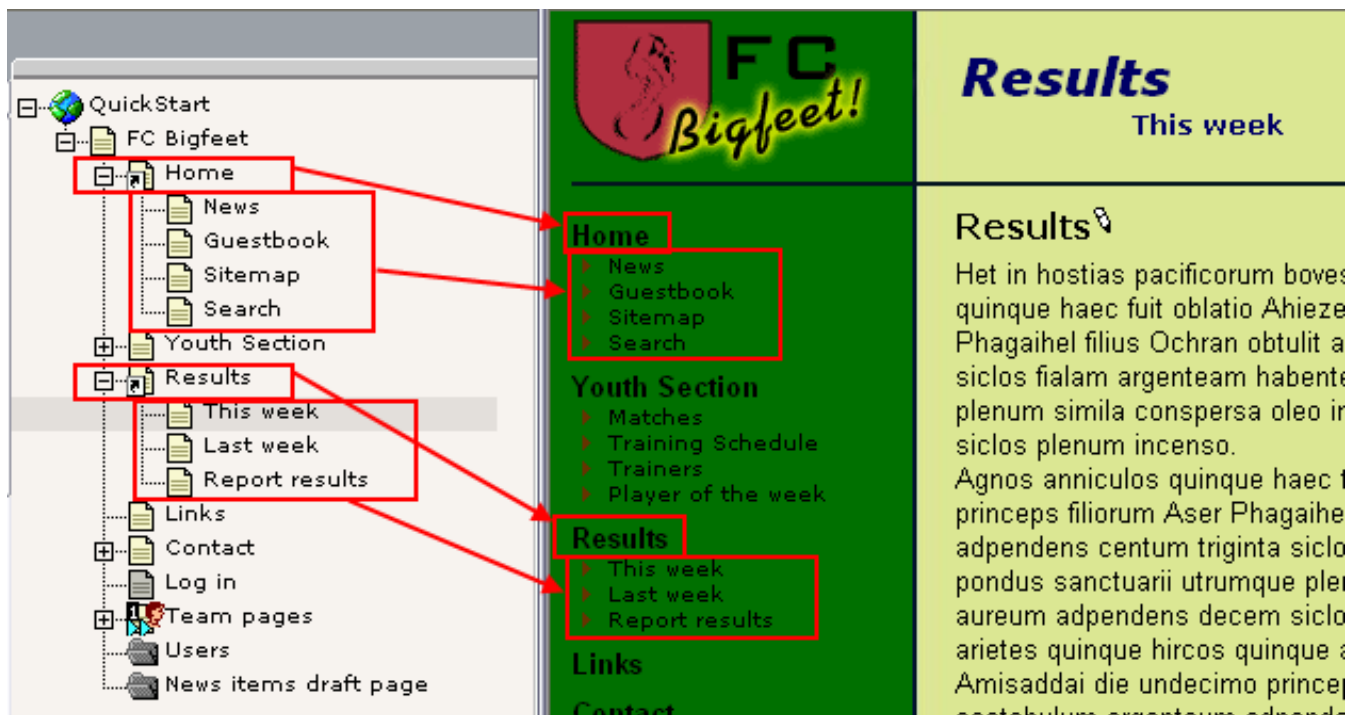 QuickStart
FC Bigfeet
Home
News
Guestbook
Sitemap
Search
Youth Section
Results
This week
Last week
Report results
Links
Contact
Log in
Team pages
Users
News items draft page
FC
Bigfeet!
Home
News
Guestbook
Sitemap
Search
Youth Section
Matches
Training Schedule
Trainers
Player of the week
Results
This week
Last week
Report results
Links
Contact
Results
This week
Results
Het in hostias pacificorum boves
quinque haec fuit oblatio Ahieze
Phagaihel filius Ochran obtulit a
siclos fialam argenteam habente
plenum simila conspersa oleo in
siclos plenum incenso.
Agnos anniculos quinque haec f
princeps filiorum Aser Phagaihe
adpendens centum triginta siclo
pondus sanctuarii utrumque plen
aureum adpendens decem siclo
arietes quinque hircos quinque a
Amisaddai die undecimo princep